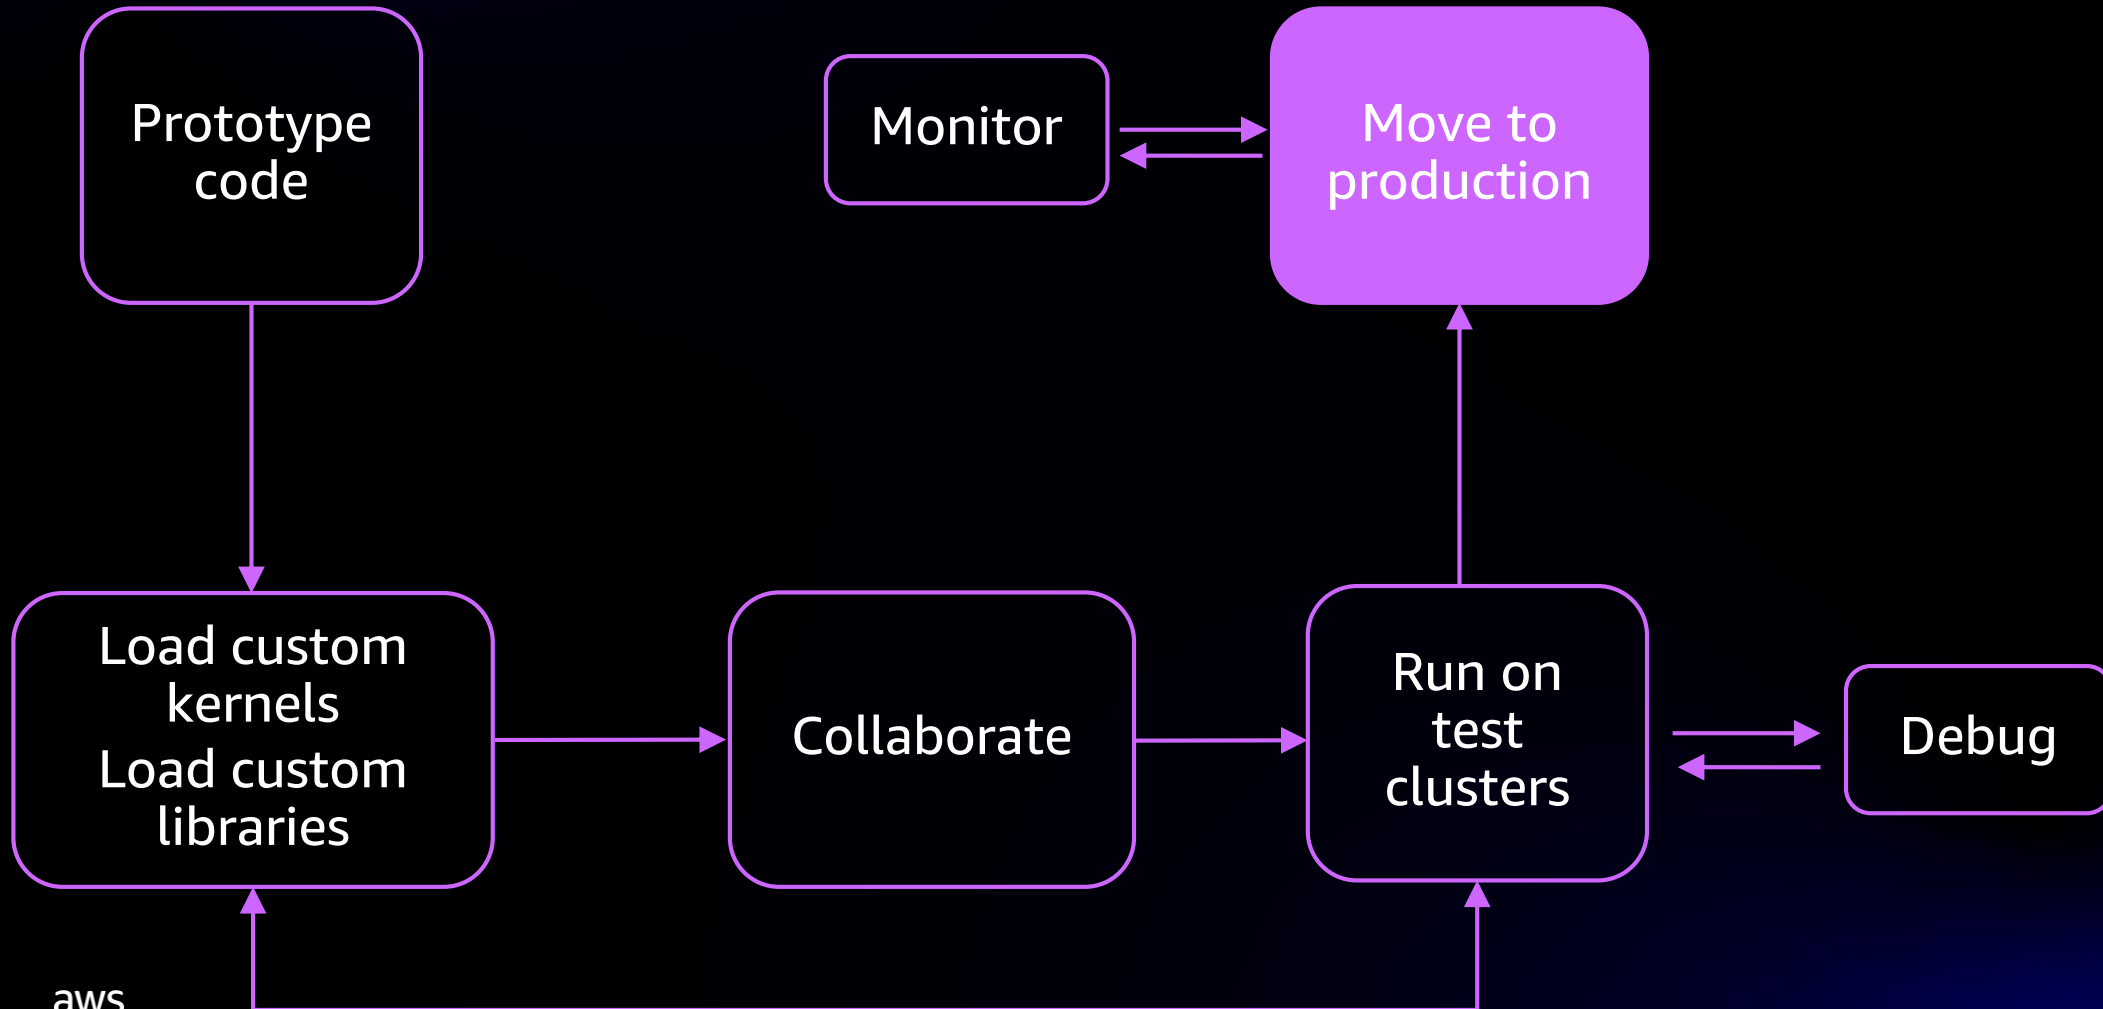 Prototype
code
Monitor
Move to
production
Load custom
kernels
Load custom
libraries
Collaborate
Run on
test
clusters
Debug
aws